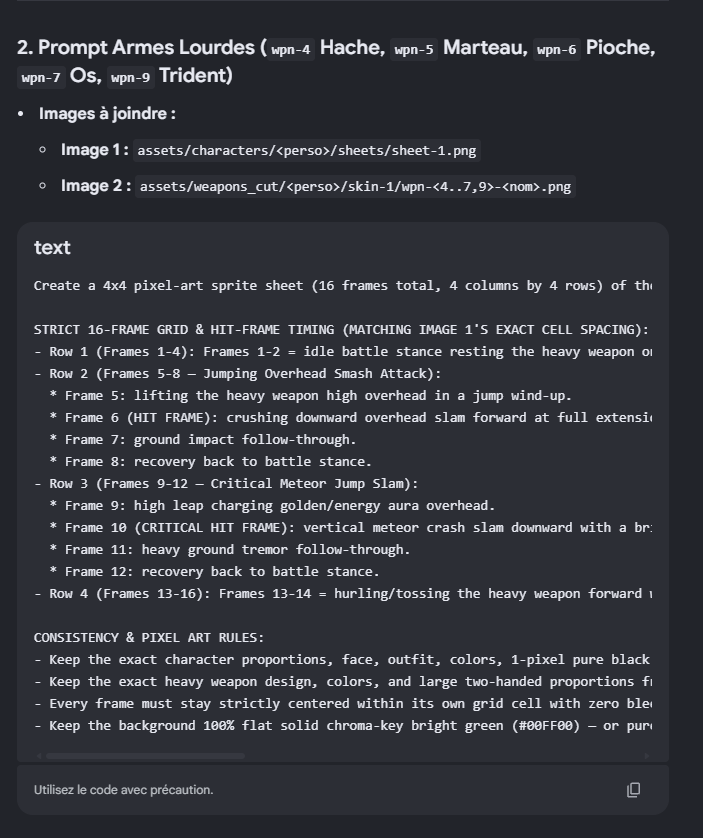 2. Prompt Armes Lourdes ( wpn-4 Hache, wpn-5 Marteau, wpn-6 Pioche,
wpn-7 Os, wpn-9 Trident)
• Images à joindre :
○ Image 1 : assets/characters/<perso>/sheets/sheet-1.png
○ Image 2 : assets/weapons_cut/<perso>/skin-1/wpn-<4..7,9>-<nom>.png
text
Create a 4x4 pixel-art sprite sheet (16 frames total, 4 columns by 4 rows) of
STRICT 16-FRAME GRID & HIT-FRAME TIMING (MATCHING IMAGE 1'S EXACT CELL SPACING):
- Row 1 (Frames 1-4): Frames 1-2 = idle battle stance resting the heavy weapon
- Row 2 (Frames 5-8 — Jumping Overhead Smash Attack):
* Frame 5: lifting the heavy weapon high overhead in a jump wind-up.
* Frame 6 (HIT FRAME): crushing downward overhead slam forward at full
* Frame 7: ground impact follow-through.
* Frame 8: recovery back to battle stance.
- Row 3 (Frames 9-12 — Critical Meteor Jump Slam):
* Frame 9: high leap charging golden/energy aura overhead.
* Frame 10 (CRITICAL HIT FRAME): vertical meteor crash slam downward with a
* Frame 11: heavy ground tremor follow-through.
* Frame 12: recovery back to battle stance.
- Row 4 (Frames 13-16): Frames 13-14 = hurling/tossing the heavy weapon forward
CONSISTENCY & PIXEL ART RULES:
- Keep the exact character proportions, face, outfit, colors, 1-pixel pure black
- Keep the exact heavy weapon design, colors, and large two-handed proportions
- Every frame must stay strictly centered within its own grid cell with zero
- Keep the background 100% flat solid chroma-key bright green (#00FF00) — or
Utilisez le code avec précaution.